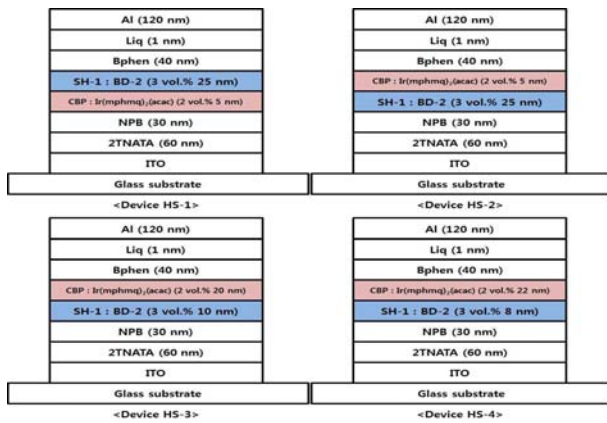 Al (120 nm)
Liq (1 nm)
Bphen (40 nm)
SH-1 : BD-2 (3 vol.% 25 nm)
CBP : Ir(mphmq)₂(acac) (2 vol.% 5 nm)
NPB (30 nm)
2TNATA (60 nm)
ITO
Glass substrate
<Device HS-1>
Al (120 nm)
Liq (1 nm)
Bphen (40 nm)
CBP : Ir(mphmq)₂(acac) (2 vol.% 5 nm)
SH-1 : BD-2 (3 vol.% 25 nm)
NPB (30 nm)
2TNATA (60 nm)
ITO
Glass substrate
<Device HS-2>
Al (120 nm)
Liq (1 nm)
Bphen (40 nm)
CBP : Ir(mphmq)₂(acac) (2 vol.% 20 nm)
SH-1 : BD-2 (3 vol.% 10 nm)
NPB (30 nm)
2TNATA (60 nm)
ITO
Glass substrate
<Device HS-3>
Al (120 nm)
Liq (1 nm)
Bphen (40 nm)
CBP : Ir(mphmq)₂(acac) (2 vol.% 22 nm)
SH-1 : BD-2 (3 vol.% 8 nm)
NPB (30 nm)
2TNATA (60 nm)
ITO
Glass substrate
<Device HS-4>